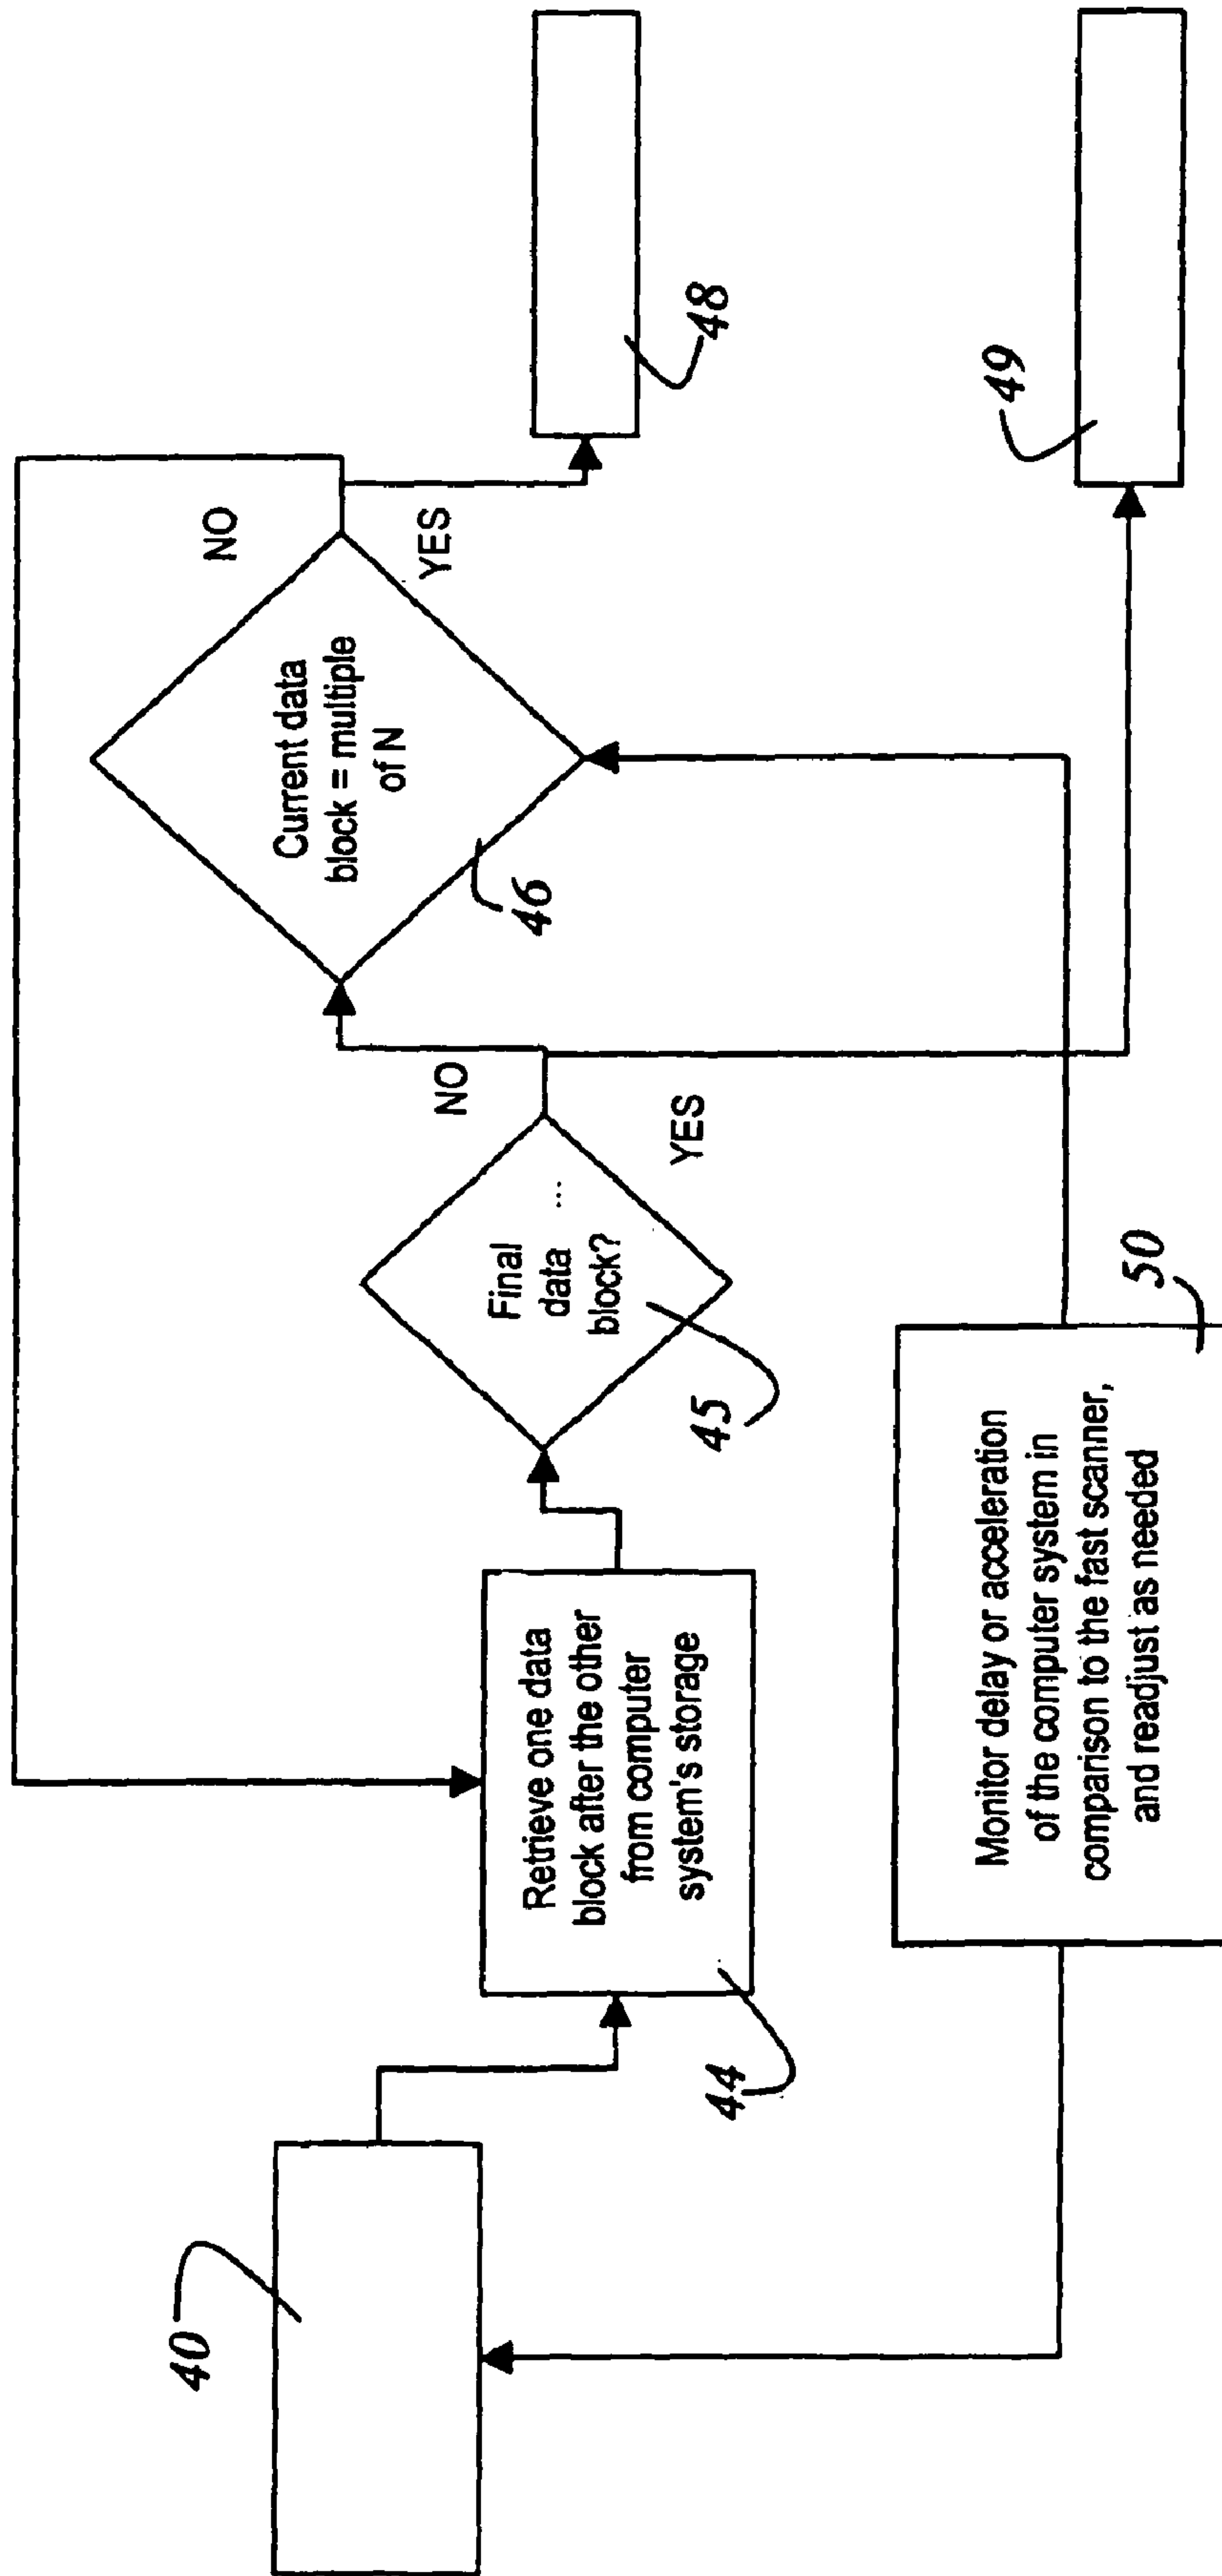 40
Retrieve one data
block after the other
from computer
system's storage
44
Final
data ...
block?
45
NO
YES
Current data
block = multiple
of N
46
NO
YES
48
49
Monitor delay or acceleration
of the computer system in
comparison to the fast scanner,
and readjust as needed
50